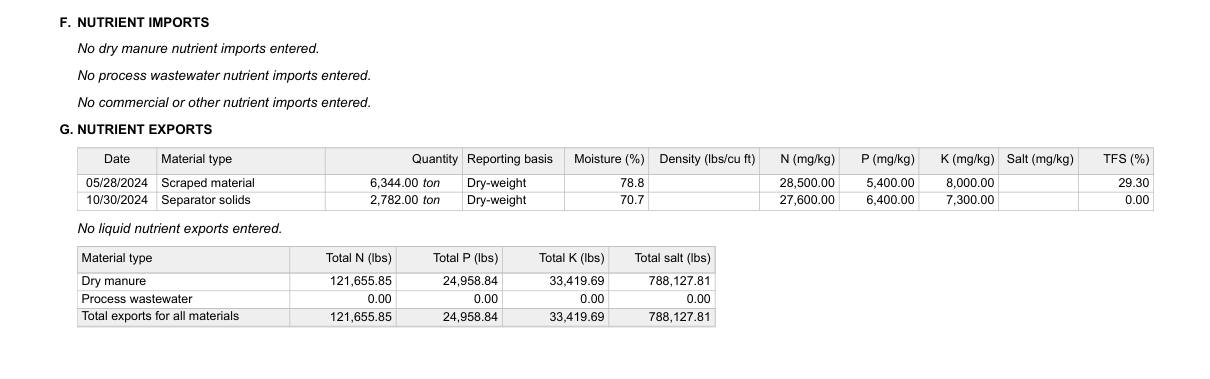 F. NUTRIENT IMPORTS
No dry manure nutrient imports entered.
No process wastewater nutrient imports entered.
No commercial or other nutrient imports entered.
G. NUTRIENT EXPORTS
Date Material type Quantity Reporting basis Moisture (%) Density (lbs/cu ft) N (mg/kg) P (mg/kg) K (mg/kg) Salt (mg/kg) TFS (%)
05/28/2024 Scraped material 6,344.00 ton Dry-weight 78.8 28,500.00 5,400.00 8,000.00 29.30
10/30/2024 Separator solids 2,782.00 ton Dry-weight 70.7 27,600.00 6,400.00 7,300.00 0.00
No liquid nutrient exports entered.
Material type Total N (lbs) Total P (lbs) Total K (lbs) Total salt (lbs)
Dry manure 121,655.85 24,958.84 33,419.69 788,127.81
Process wastewater 0.00 0.00 0.00 0.00
Total exports for all materials 121,655.85 24,958.84 33,419.69 788,127.81